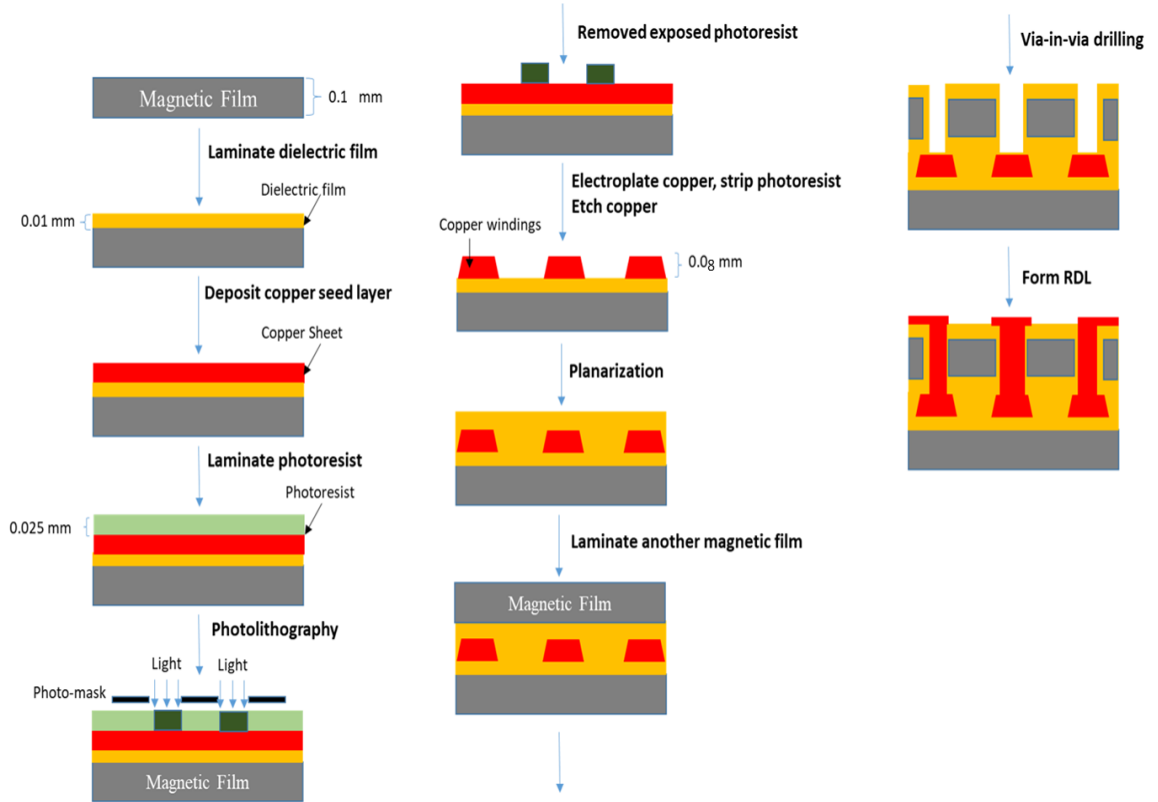 Magnetic Film
0.1 mm
Laminate dielectric film
Dielectric film
0.01 mm
Deposit copper seed layer
Copper Sheet
Laminate photoresist
Photoresist
0.025 mm
Photolithography
Light Light
Photo-mask
Magnetic Film
Removed exposed photoresist
Electroplate copper, strip photoresist
Etch copper
Copper windings
0.08 mm
Planarization
Laminate another magnetic film
Magnetic Film
Via-in-via drilling
Form RDL